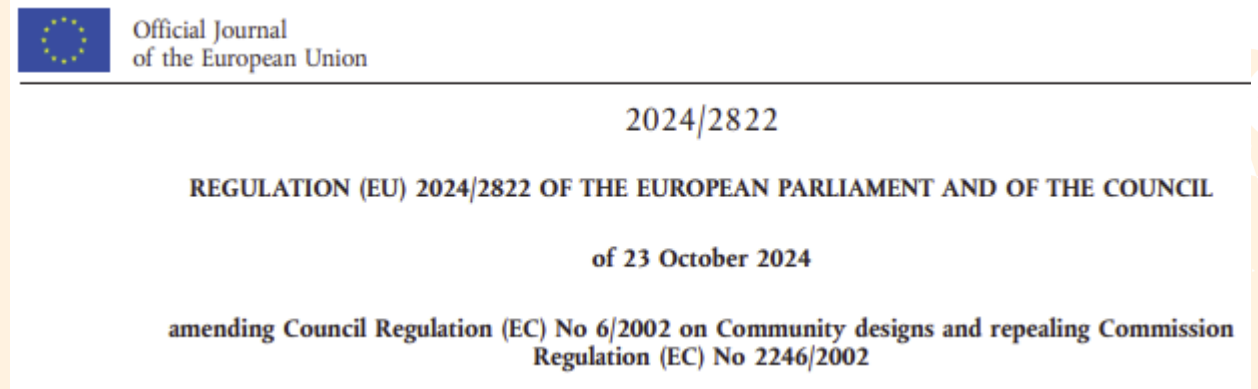 Official Journal
of the European Union
2024/2822
REGULATION (EU) 2024/2822 OF THE EUROPEAN PARLIAMENT AND OF THE COUNCIL
of 23 October 2024
amending Council Regulation (EC) No 6/2002 on Community designs and repealing Commission
Regulation (EC) No 2246/2002